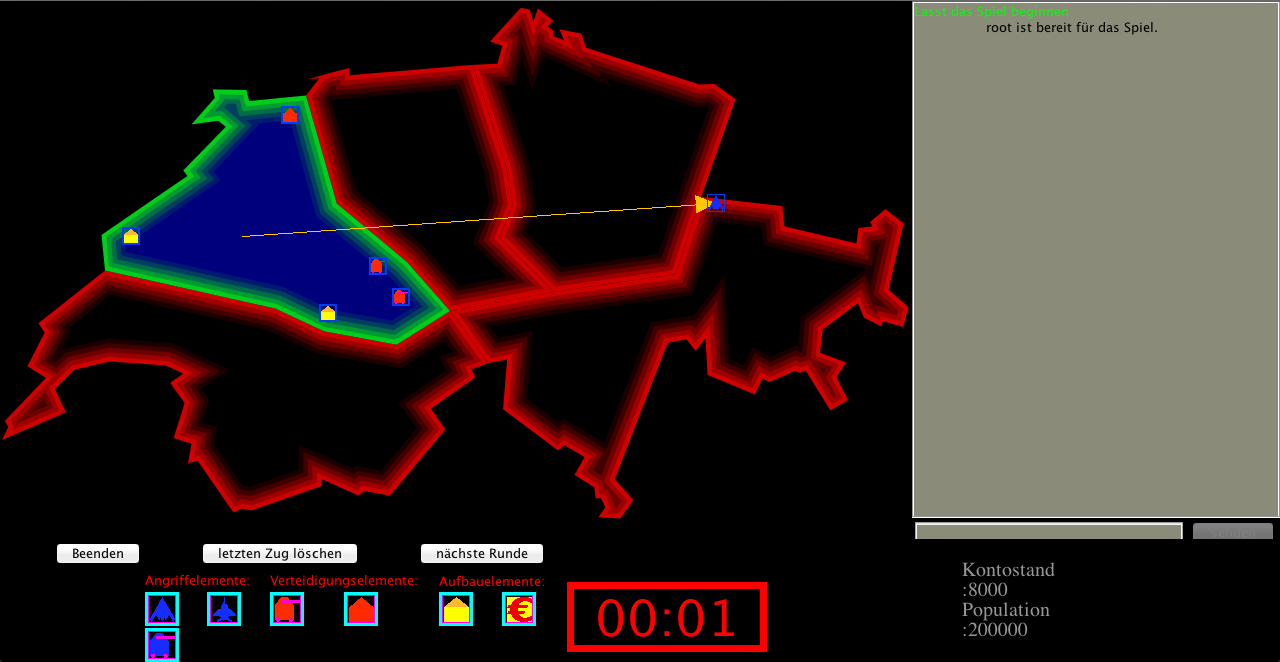 Lasst das Spiel beginnen
root ist bereit für das Spiel.
Beenden
letzten Zug löschen
nächste Runde
senden
Angriffelemente:
Verteidigungselemente:
Aufbauelemente:
€
00:01
Kontostand
:8000
Population
:200000